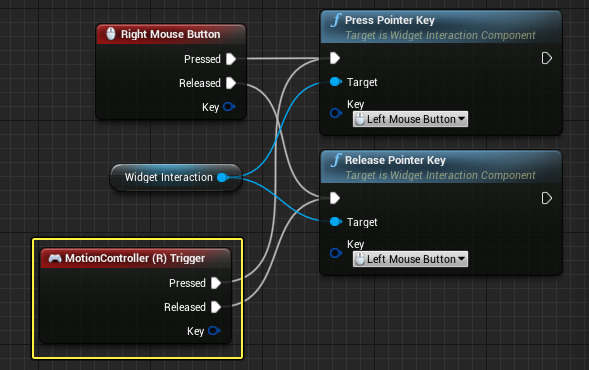 Right Mouse Button
Pressed
Released
Key
Widget Interaction
MotionController (R) Trigger
Pressed
Released
Key
Press Pointer Key
Target is Widget Interaction Component
Target
Key
Left Mouse Button
Release Pointer Key
Target is Widget Interaction Component
Target
Key
Left Mouse Button